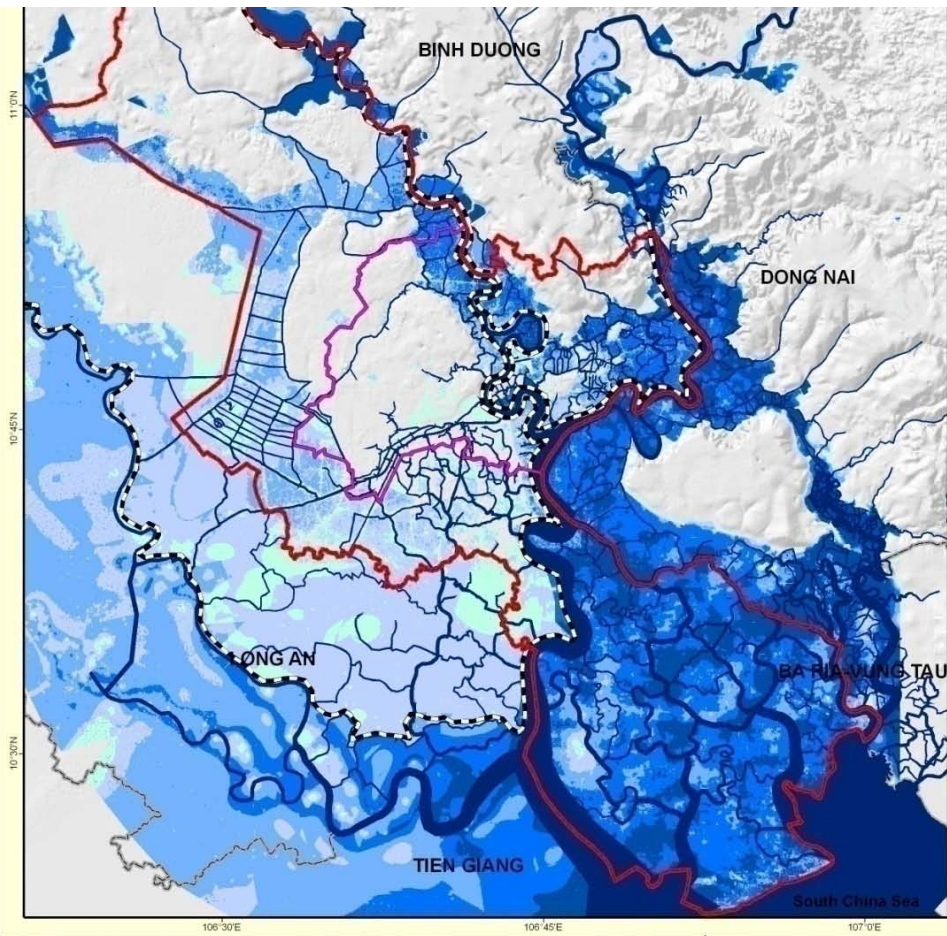 BINH DUONG
11°0'N
DONG NAI
10°45'N
LONG AN
BA RIA-VUNG TAU
10°30'N
TIEN GIANG
South China Sea
106°30'E
106°45'E
107°0'E